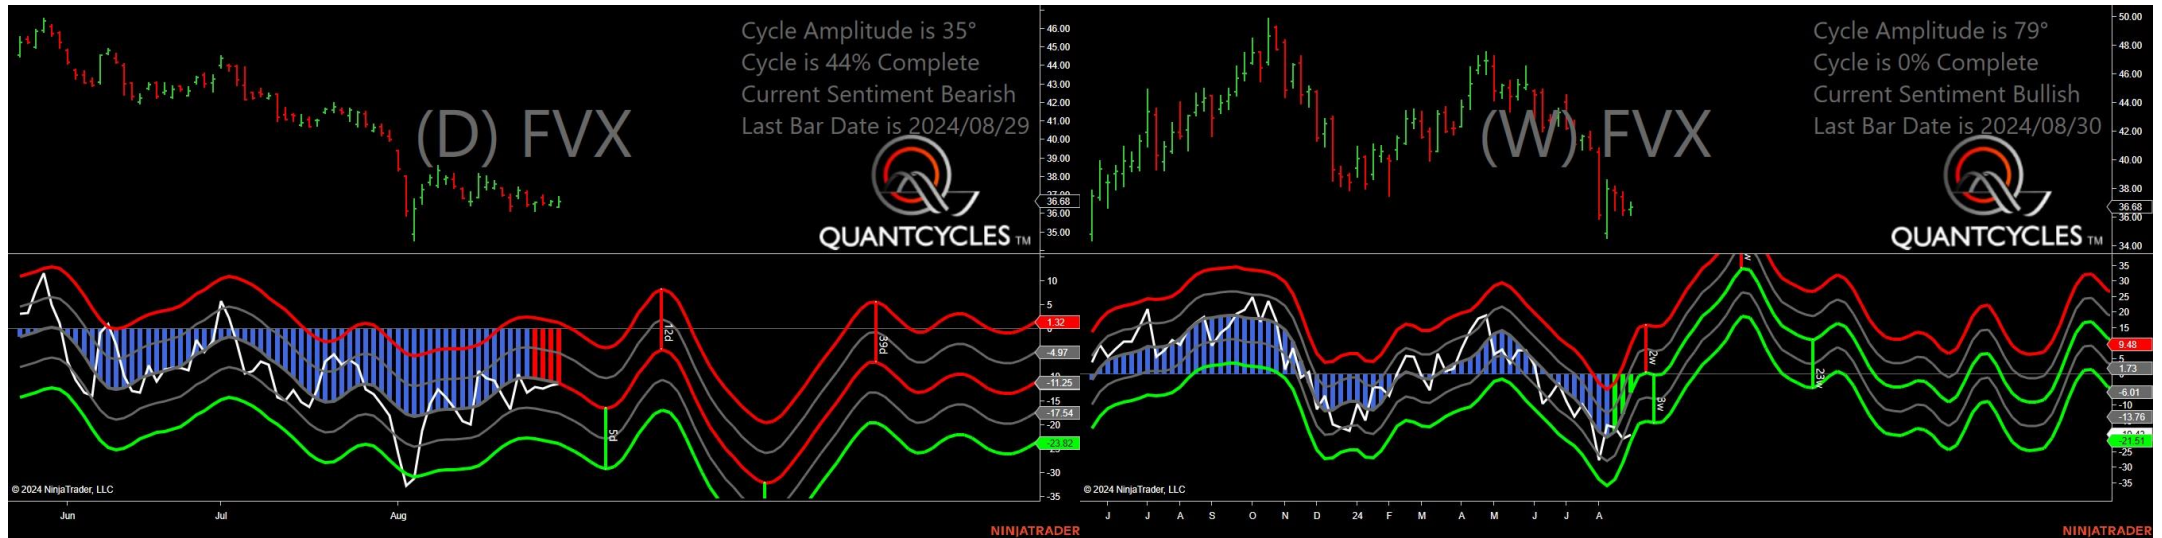 Cycle Amplitude is 35°
Cycle is 44% Complete
Current Sentiment Bearish
Last Bar Date is 2024/08/29
(D) FVX
QUANTCYCLES TM
46.00
45.00
44.00
43.00
42.00
41.00
40.00
39.00
38.00
36.68
36.00
35.00
10
5
1.32
-4.97
-11.25
-15
-17.54
-20
-23.82
-30
-35
5d
12d
39d
© 2024 NinjaTrader, LLC
Jun Jul Aug
NINJATRADER
Cycle Amplitude is 79°
Cycle is 0% Complete
Current Sentiment Bullish
Last Bar Date is 2024/08/30
(W) FVX
QUANTCYCLES TM
50.00
48.00
46.00
44.00
42.00
40.00
38.00
36.68
36.00
34.00
35
30
25
20
15
9.48
5
1.73
-6.01
-10
-13.76
-21.51
-25
-30
-35
2w
23w
© 2024 NinjaTrader, LLC
J J A S O N D 24 F M A M J J A
NINJATRADER